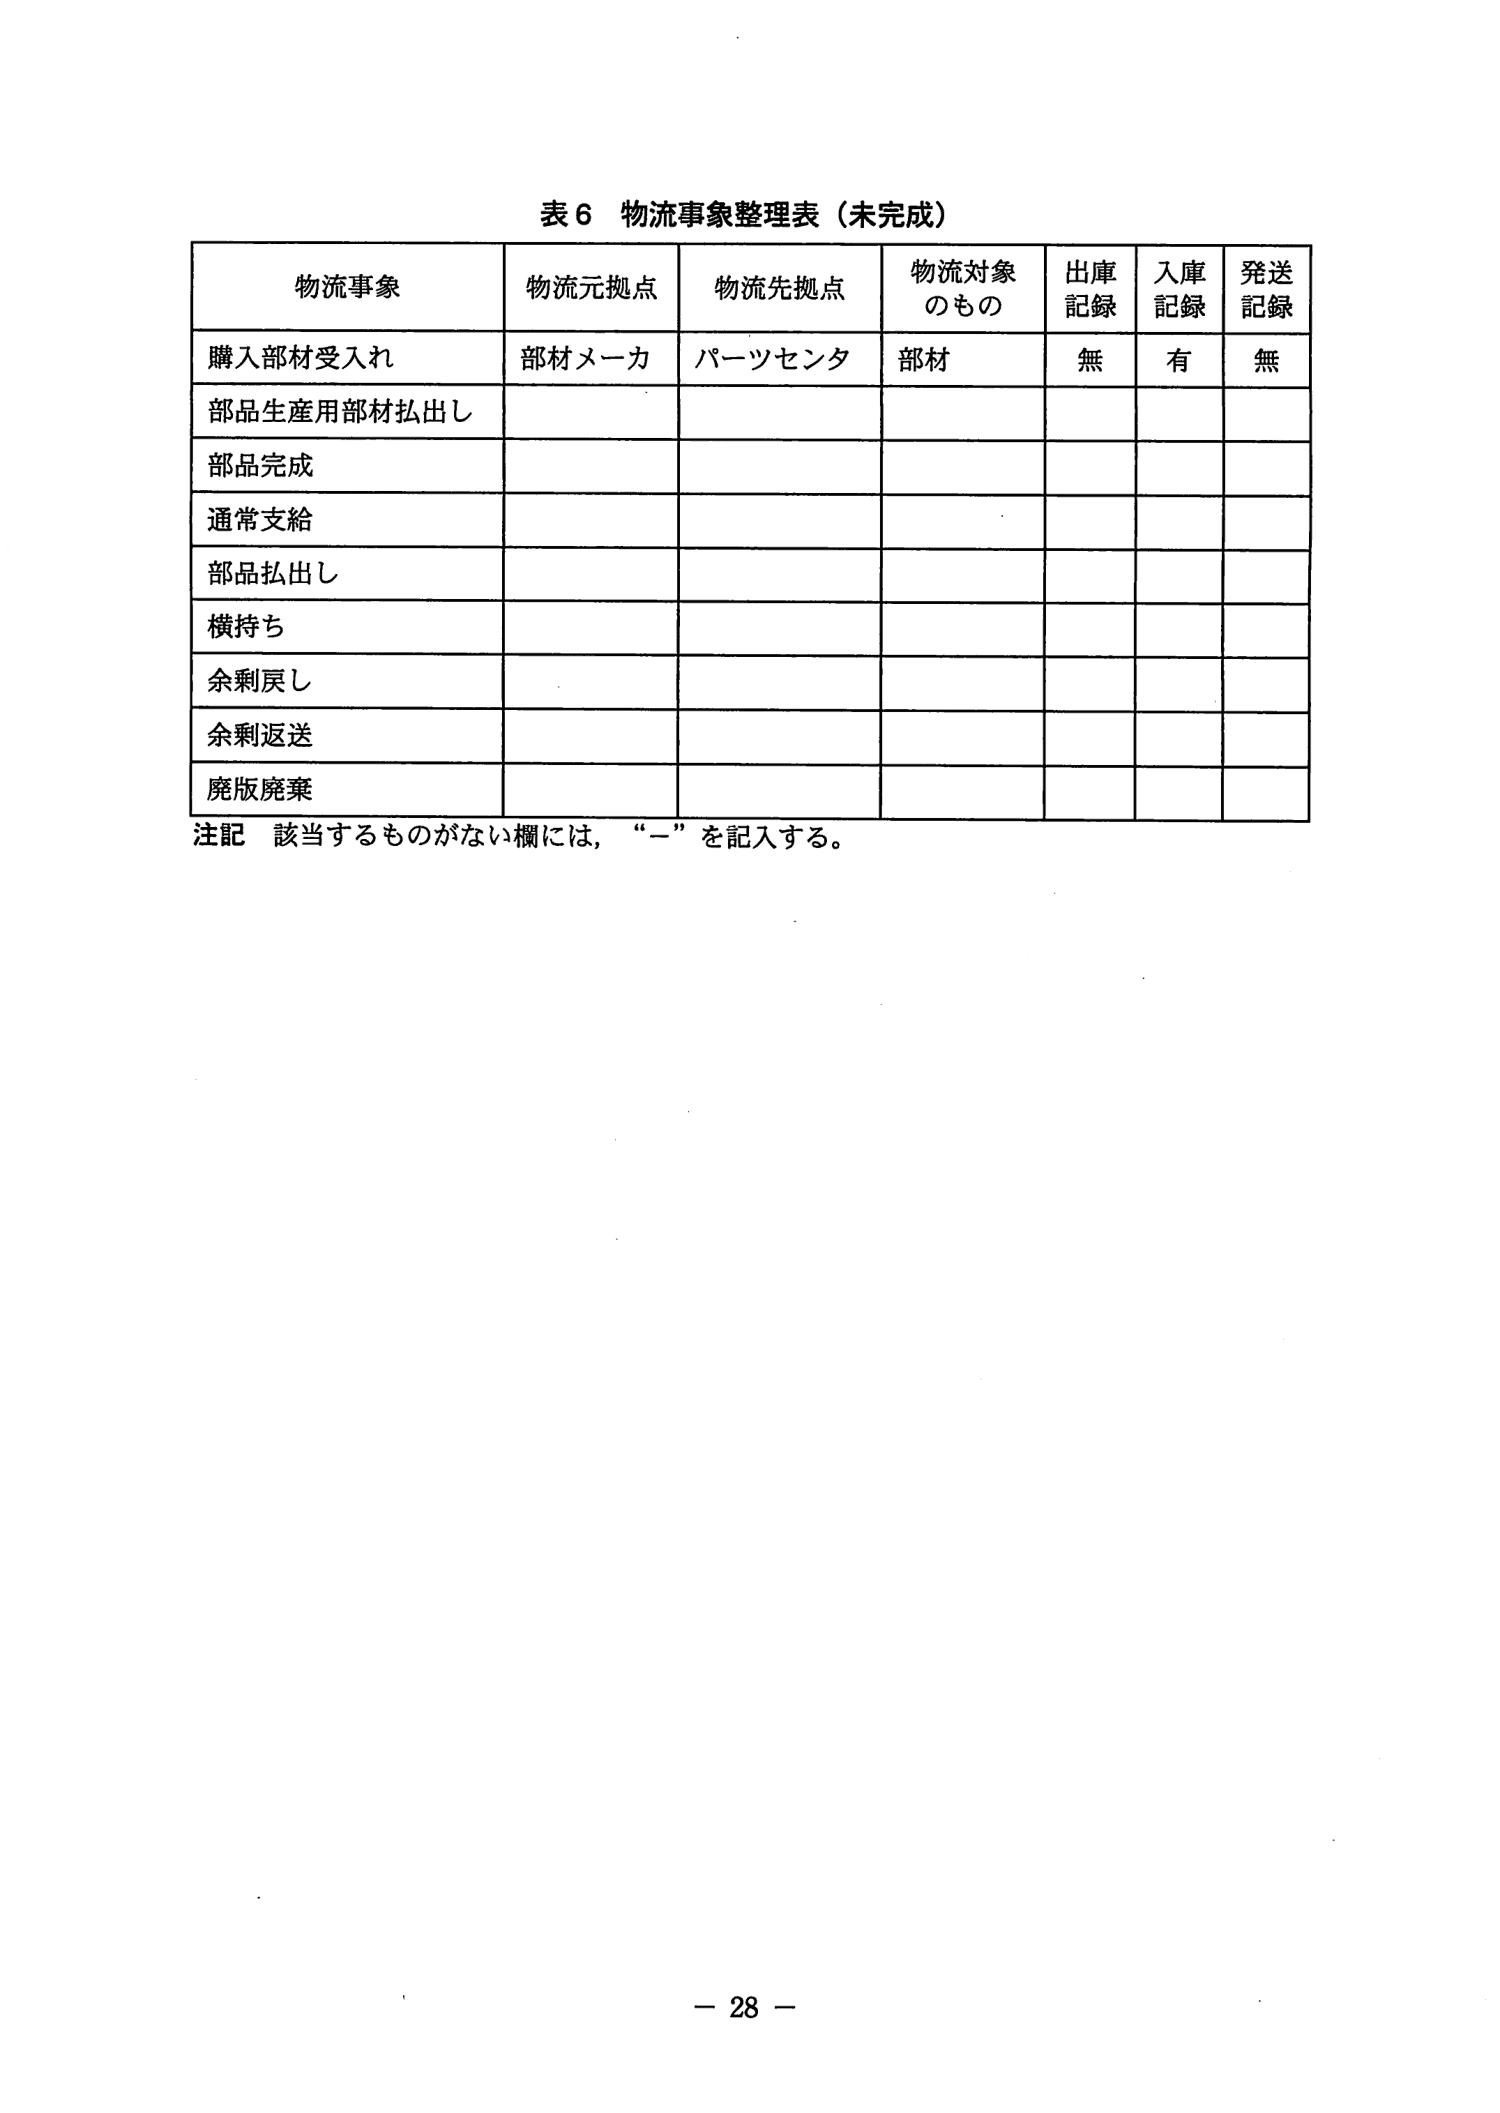 表6 物流事象整理表（未完成）
物流事象 物流元拠点 物流先拠点 物流対象のもの 出庫記録 入庫記録 発送記録
購入部材受入れ 部材メーカ パーツセンタ 部材 無 有 無
部品生産用部材払出し
部品完成
通常支給
部品払出し
横持ち
余剰戻し
余剰返送
廃版廃棄
注記 該当するものがない欄には，“－”を記入する。
－ 28 －